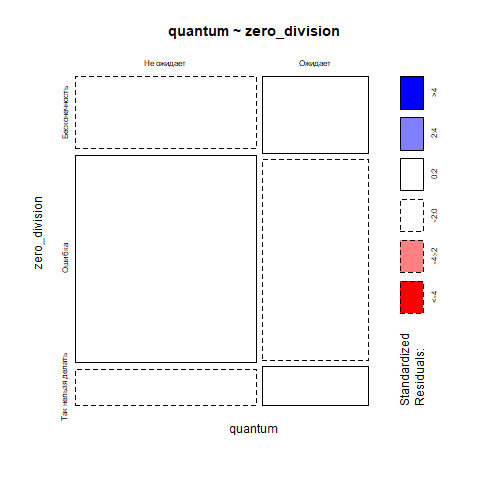 quantum ~ zero_division
Не ожидает
Ожидает
Бесконечность
Ошибка
Так нельзя делать
zero_division
quantum
>4
2:4
0:2
-2:0
-4:-2
<-4
Standardized
Residuals: